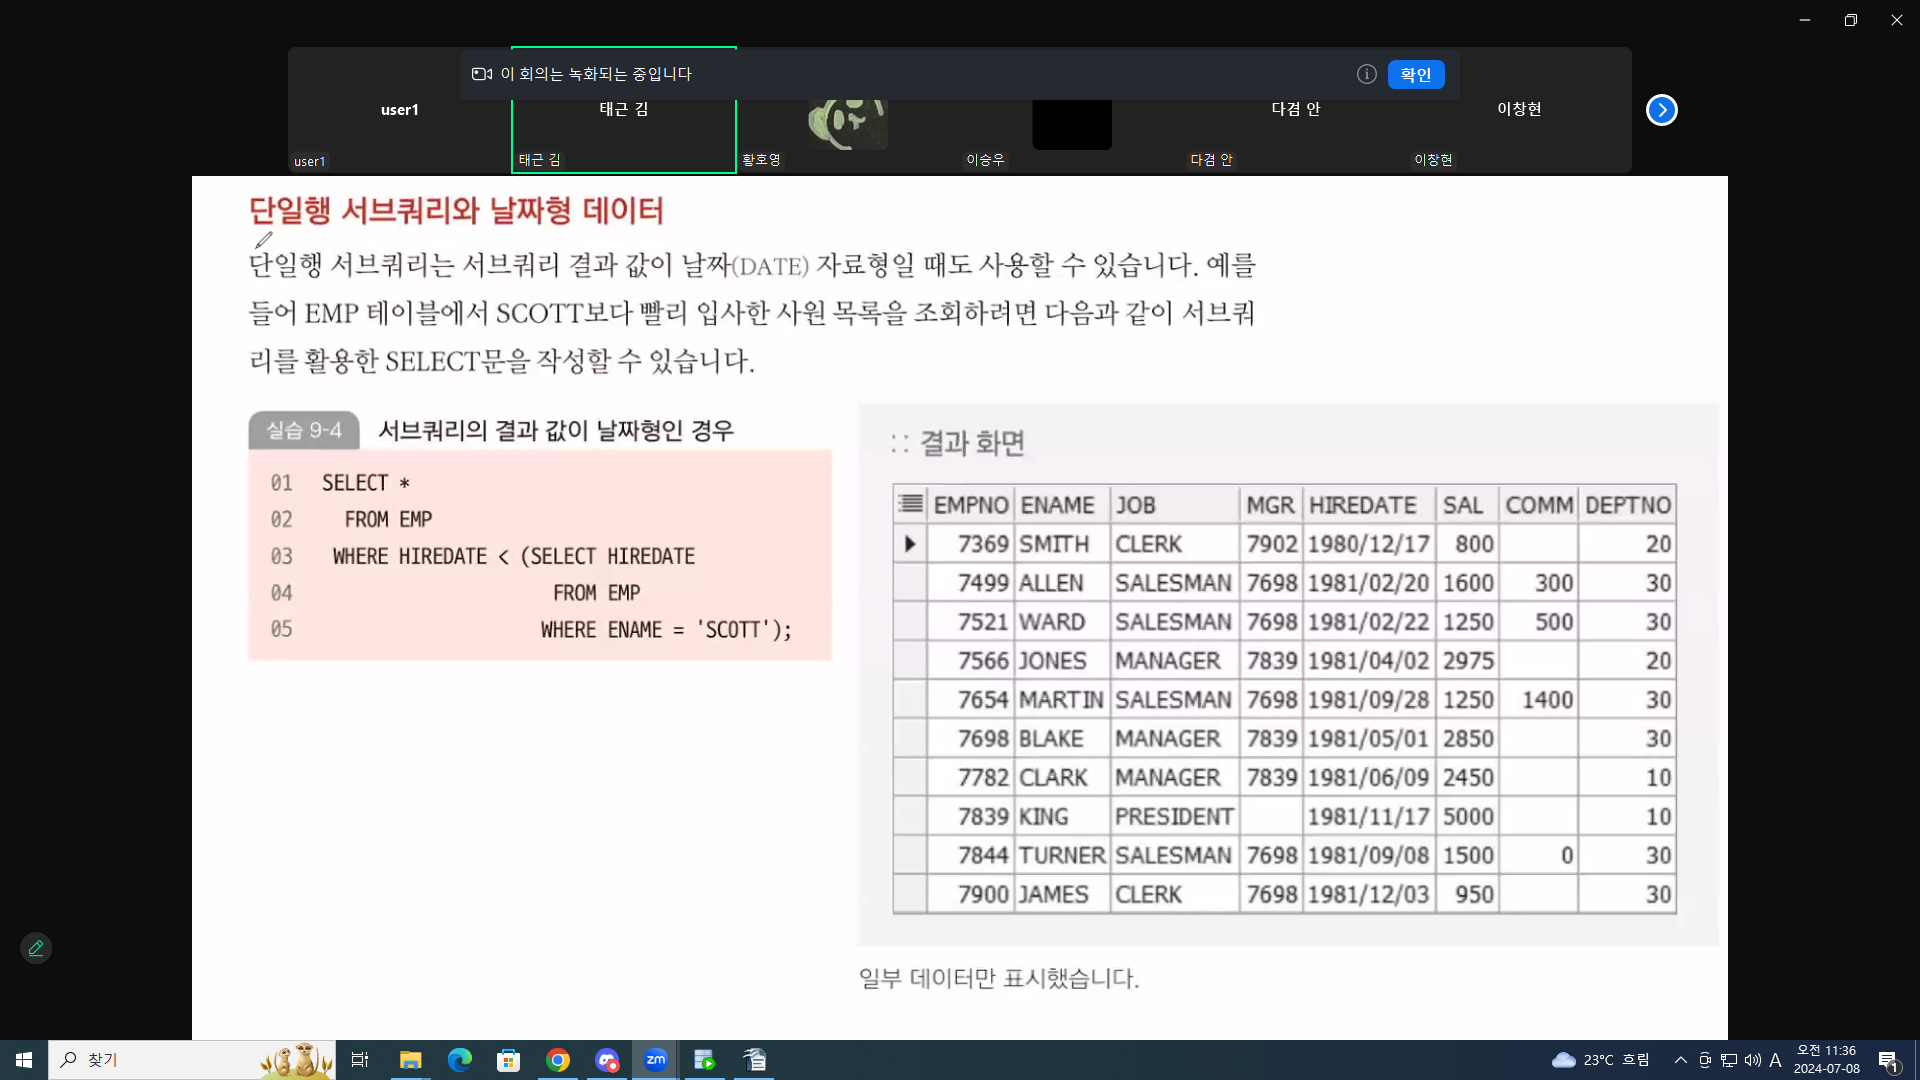 이 회의는 녹화되는 중입니다
확인
user1
태근 김
다겸 안
이창현
user1
태근 김
황호영
이승우
다겸 안
이창현
단일행 서브쿼리와 날짜형 데이터
단일행 서브쿼리는 서브쿼리 결과 값이 날짜(DATE) 자료형일 때도 사용할 수 있습니다. 예를
들어 EMP 테이블에서 SCOTT보다 빨리 입사한 사원 목록을 조회하려면 다음과 같이 서브쿼
리를 활용한 SELECT문을 작성할 수 있습니다.
실습 9-4 서브쿼리의 결과 값이 날짜형인 경우
01 SELECT *
02 FROM EMP
03 WHERE HIREDATE < (SELECT HIREDATE
04 FROM EMP
05 WHERE ENAME = 'SCOTT');
:: 결과 화면
EMPNO ENAME JOB MGR HIREDATE SAL COMM DEPTNO
7369 SMITH CLERK 7902 1980/12/17 800 20
7499 ALLEN SALESMAN 7698 1981/02/20 1600 300 30
7521 WARD SALESMAN 7698 1981/02/22 1250 500 30
7566 JONES MANAGER 7839 1981/04/02 2975 20
7654 MARTIN SALESMAN 7698 1981/09/28 1250 1400 30
7698 BLAKE MANAGER 7839 1981/05/01 2850 30
7782 CLARK MANAGER 7839 1981/06/09 2450 10
7839 KING PRESIDENT 1981/11/17 5000 10
7844 TURNER SALESMAN 7698 1981/09/08 1500 0 30
7900 JAMES CLERK 7698 1981/12/03 950 30
일부 데이터만 표시했습니다.
찾기
zm
23°C 흐림
A
오전 11:36
2024-07-08
1